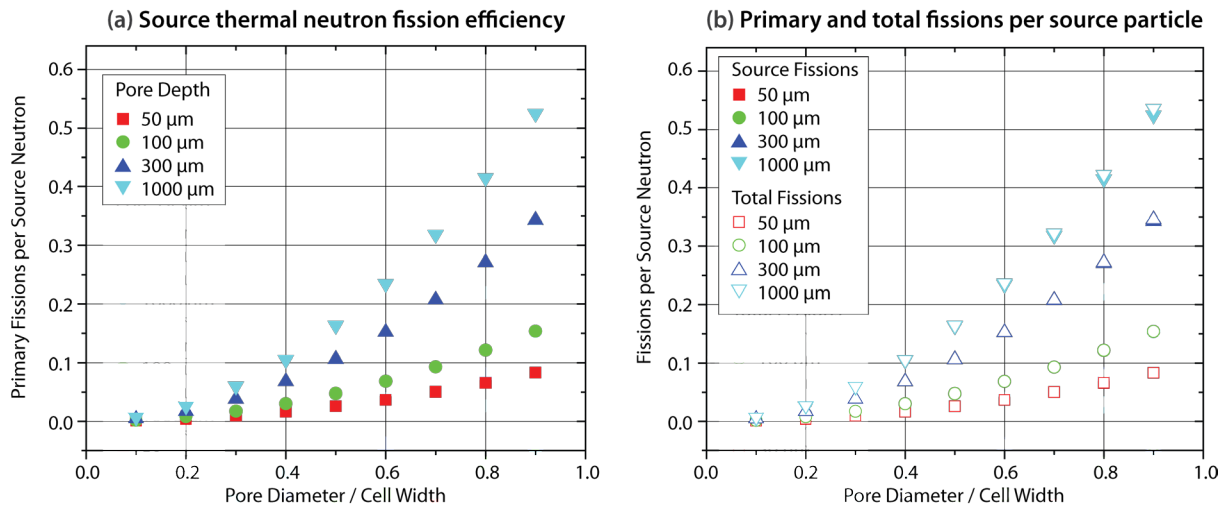 (a) Source thermal neutron fission efficiency
Primary Fissions per Source Neutron
0.6
0.5
0.4
0.3
0.2
0.1
0.0
Pore Depth
50 μm
100 μm
300 μm
1000 μm
0.0 0.2 0.4 0.6 0.8 1.0
Pore Diameter / Cell Width
(b) Primary and total fissions per source particle
Fissions per Source Neutron
0.6
0.5
0.4
0.3
0.2
0.1
0.0
Source Fissions
50 μm
100 μm
300 μm
1000 μm
Total Fissions
50 μm
100 μm
300 μm
1000 μm
0.0 0.2 0.4 0.6 0.8 1.0
Pore Diameter / Cell Width